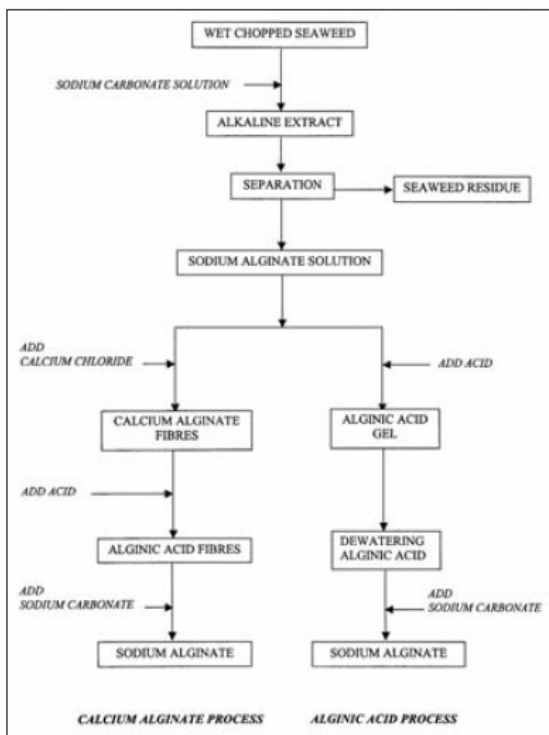 WET CHOPPED SEAWEED
SODIUM CARBONATE SOLUTION
ALKALINE EXTRACT
SEPARATION
SEAWEED RESIDUE
SODIUM ALGINATE SOLUTION
ADD
CALCIUM CHLORIDE
ADD ACID
CALCIUM ALGINATE
FIBRES
ALGINIC ACID
GEL
ADD ACID
ALGINIC ACID FIBRES
DEWATERING
ALGINIC ACID
ADD
SODIUM CARBONATE
ADD
SODIUM CARBONATE
SODIUM ALGINATE
SODIUM ALGINATE
CALCIUM ALGINATE PROCESS
ALGINIC ACID PROCESS